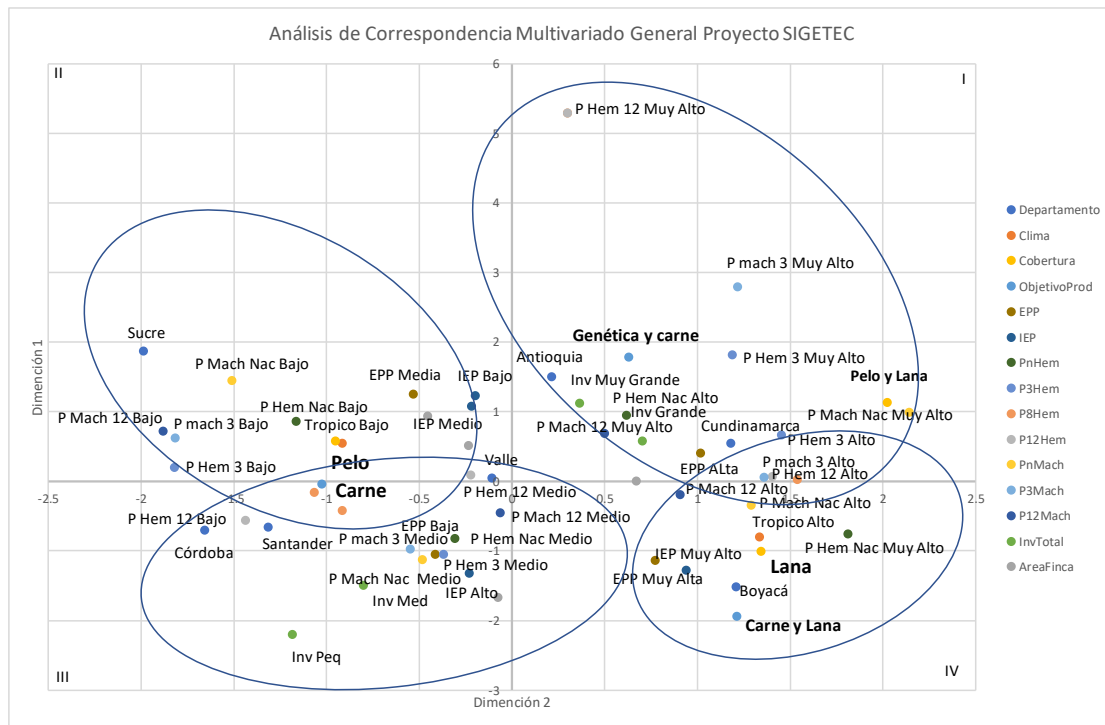 Análisis de Correspondencia Multivariado General Proyecto SIGETEC
II
I
6
5
4
3
2
1
0
-1
-2
-3
-2.5
-2
-1.5
-1
-0.5
0
0.5
1
1.5
2
2.5
Dimención 1
Dimención 2
P Hem 12 Muy Alto
P mach 3 Muy Alto
Sucre
Genética y carne
P Hem 3 Muy Alto
P Mach Nac Bajo
Antioquia
EPP Media
IEP Bajo
Inv Muy Grande
Pelo y Lana
P Hem Nac Alto
P Hem Nac Bajo
Inv Grande
P Mach Nac Muy Alto
P Mach 12 Bajo
P mach 3 Bajo
Tropico Bajo
IEP Medio
P Mach 12 Muy Alto
Cundinamarca
P Hem 3 Alto
P Hem 3 Bajo
Pelo
Valle
EPP ALta
P mach 3 Alto
Carne
P Hem 12 Medio
P Mach 12 Alto
P Hem 12 Alto
P Hem 12 Bajo
EPP Baja
P Mach 12 Medio
P Mach Nac Alto
Córdoba
Santander
P mach 3 Medio
P Hem Nac Medio
Tropico Alto
P Hem Nac Muy Alto
P Hem 3 Medio
IEP Muy Alto
Lana
P Mach Nac Medio
IEP Alto
EPP Muy Alta
Inv Med
Boyacá
Carne y Lana
Inv Peq
III
IV
Departamento
Clima
Cobertura
ObjetivoProd
EPP
IEP
PnHem
P3Hem
P8Hem
P12Hem
PnMach
P3Mach
P12Mach
InvTotal
AreaFinca